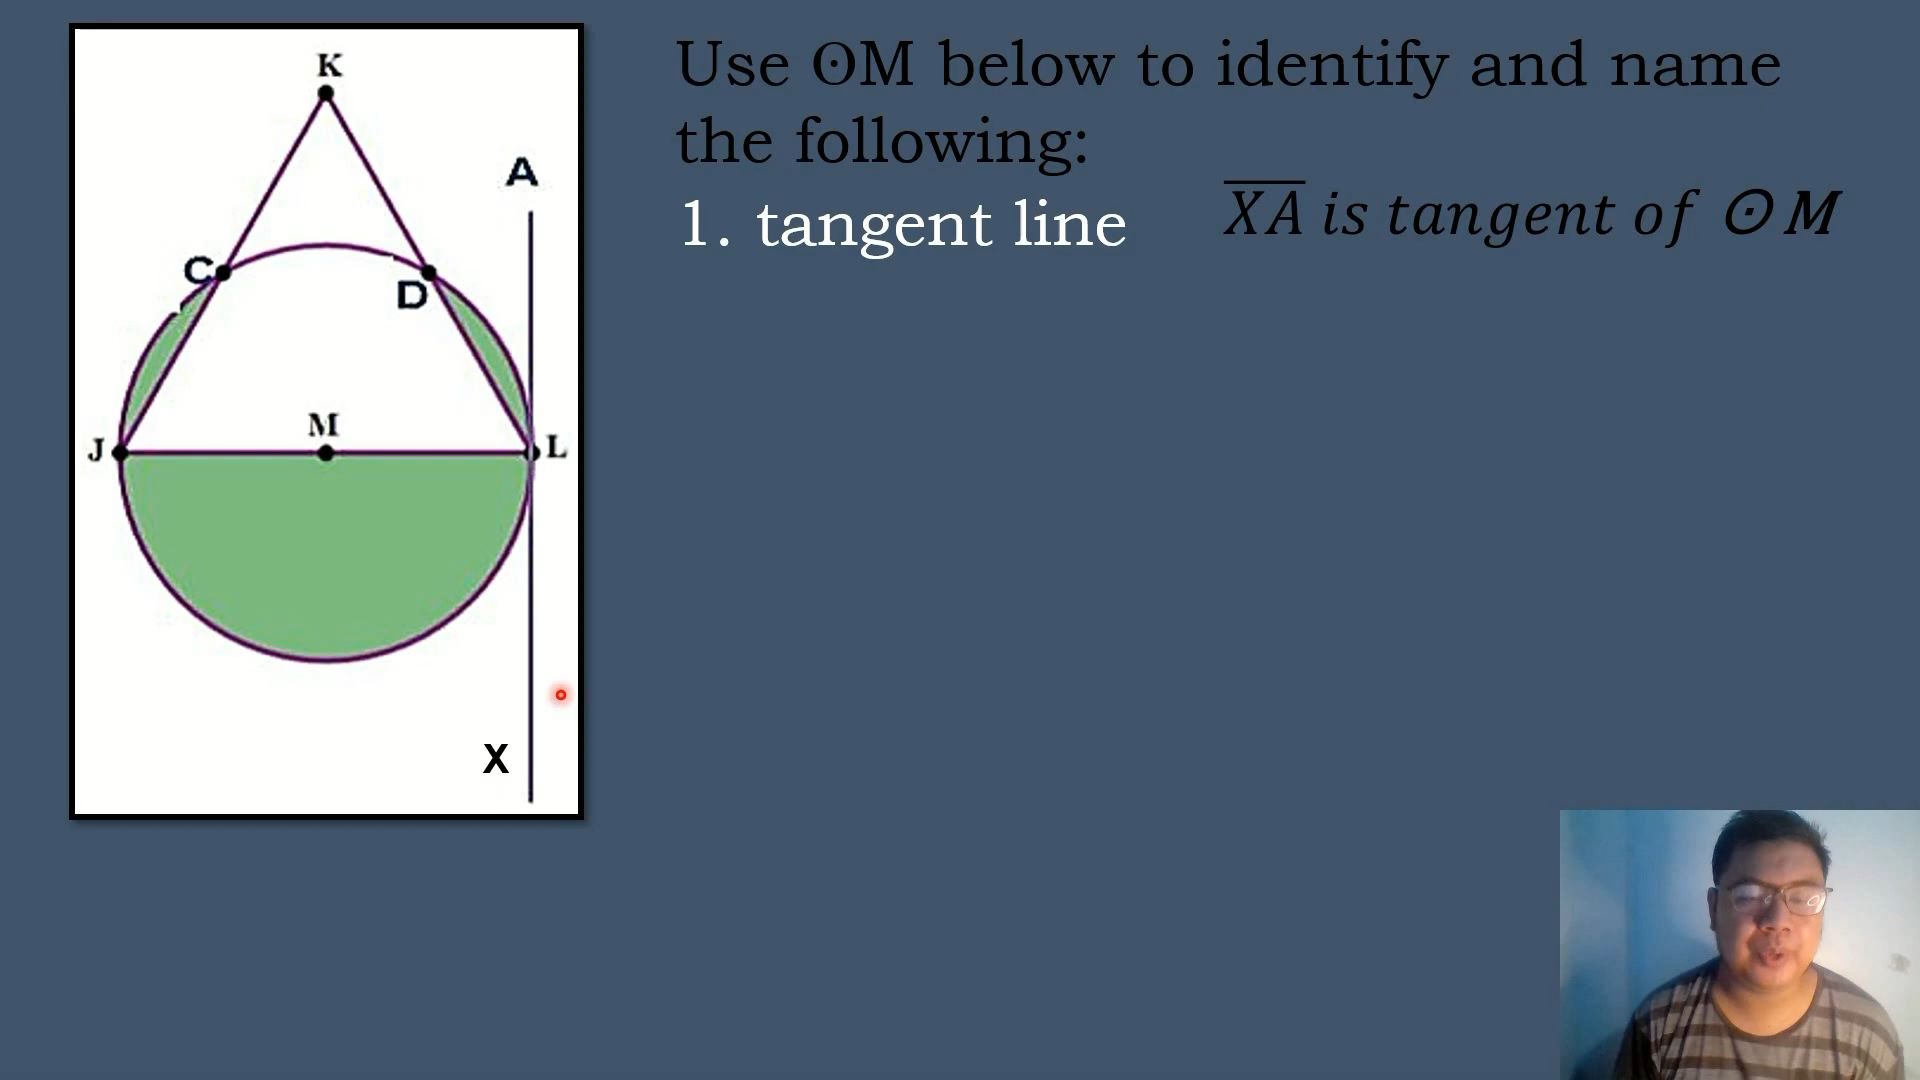 K
A
C
D
M
J
L
X
Use ⊙M below to identify and name
the following:
1. tangent line
X̅A̅ is tangent of ⊙ M